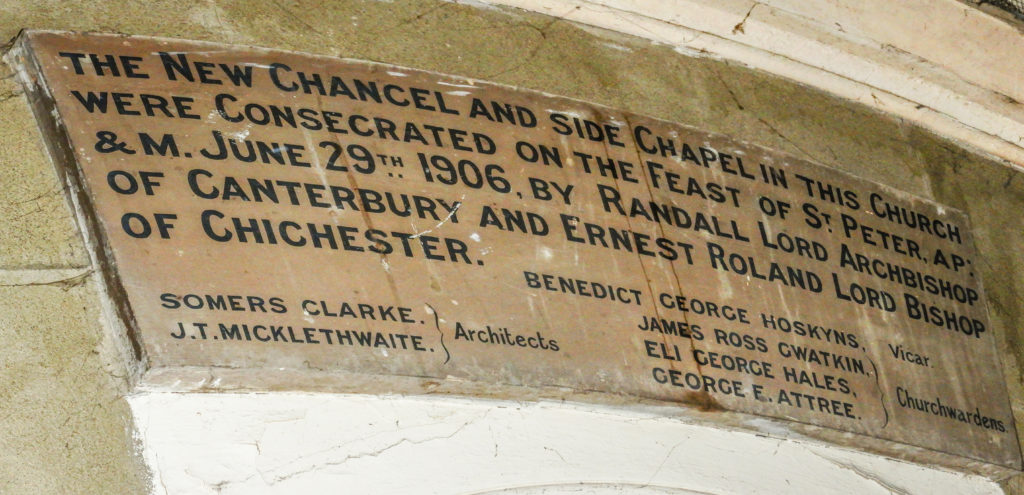 THE NEW CHANCEL AND SIDE CHAPEL IN THIS CHURCH
WERE CONSECRATED ON THE FEAST OF ST. PETER, AP:
& M. JUNE 29TH 1906, BY RANDALL LORD ARCHBISHOP
OF CANTERBURY AND ERNEST ROLAND LORD BISHOP
OF CHICHESTER.
SOMERS CLARKE.
J.T. MICKLETHWAITE.
Architects
BENEDICT GEORGE HOSKYNS, Vicar.
JAMES ROSS GWATKIN,
ELI GEORGE HALES,
GEORGE E. ATTREE.
Churchwardens.